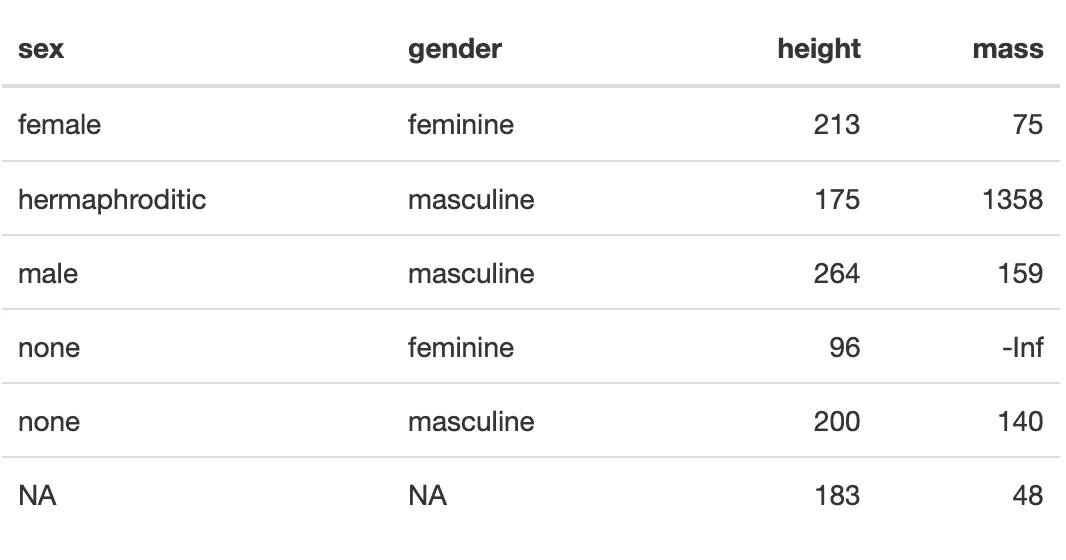 sex gender height mass
female feminine 213 75
hermaphroditic masculine 175 1358
male masculine 264 159
none feminine 96 -Inf
none masculine 200 140
NA NA 183 48